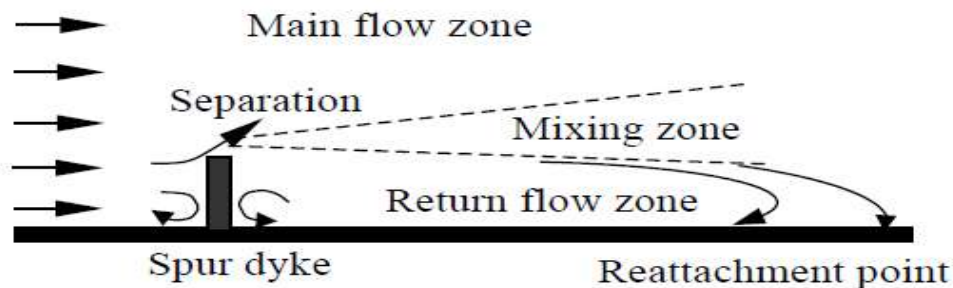 Main flow zone
Separation
Mixing zone
Return flow zone
Spur dyke
Reattachment point